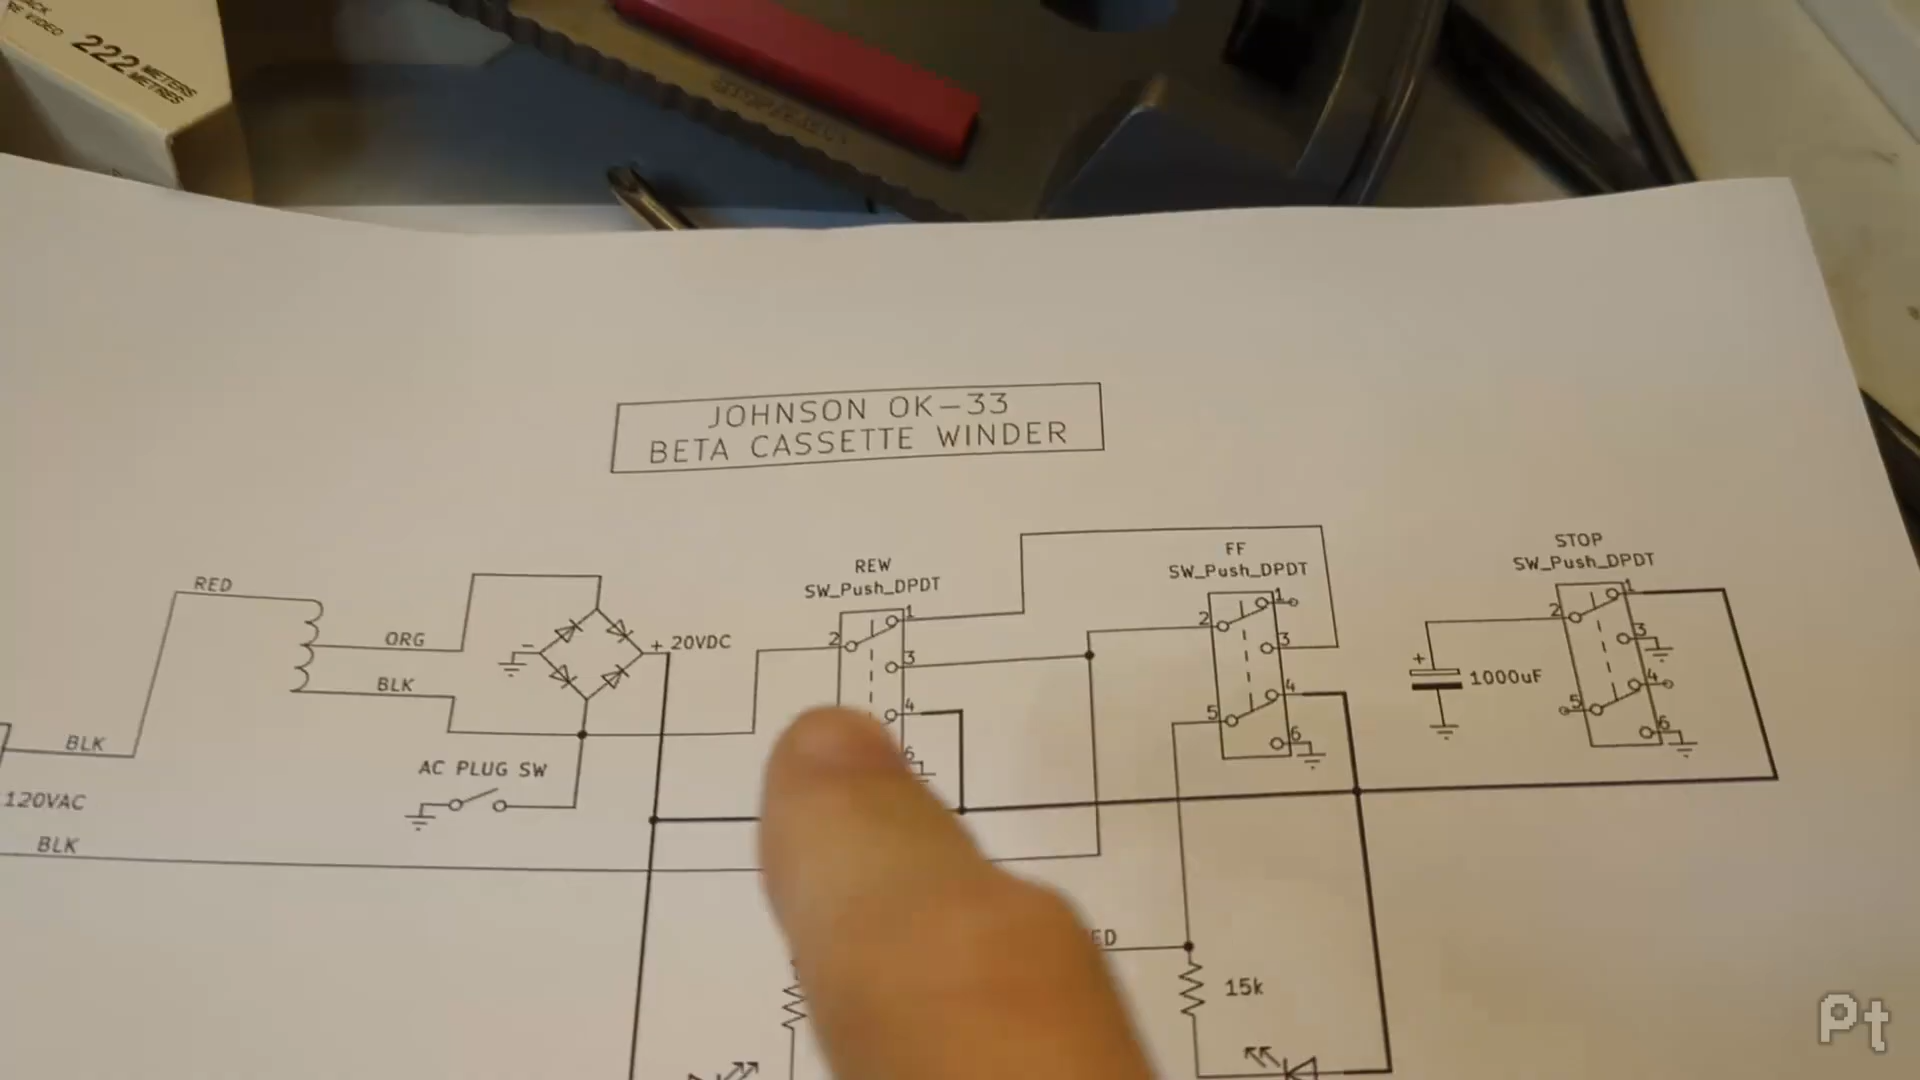 222 METERS
METRES
JOHNSON OK-33
BETA CASSETTE WINDER
RED
ORG
BLK
BLK
120VAC
BLK
AC PLUG SW
-
+ 20VDC
REW
SW_Push_DPDT
1
2
3
4
6
FF
SW_Push_DPDT
1
2
3
4
5
6
STOP
SW_Push_DPDT
1
2
3
4
5
6
+
1000uF
15k
Pt